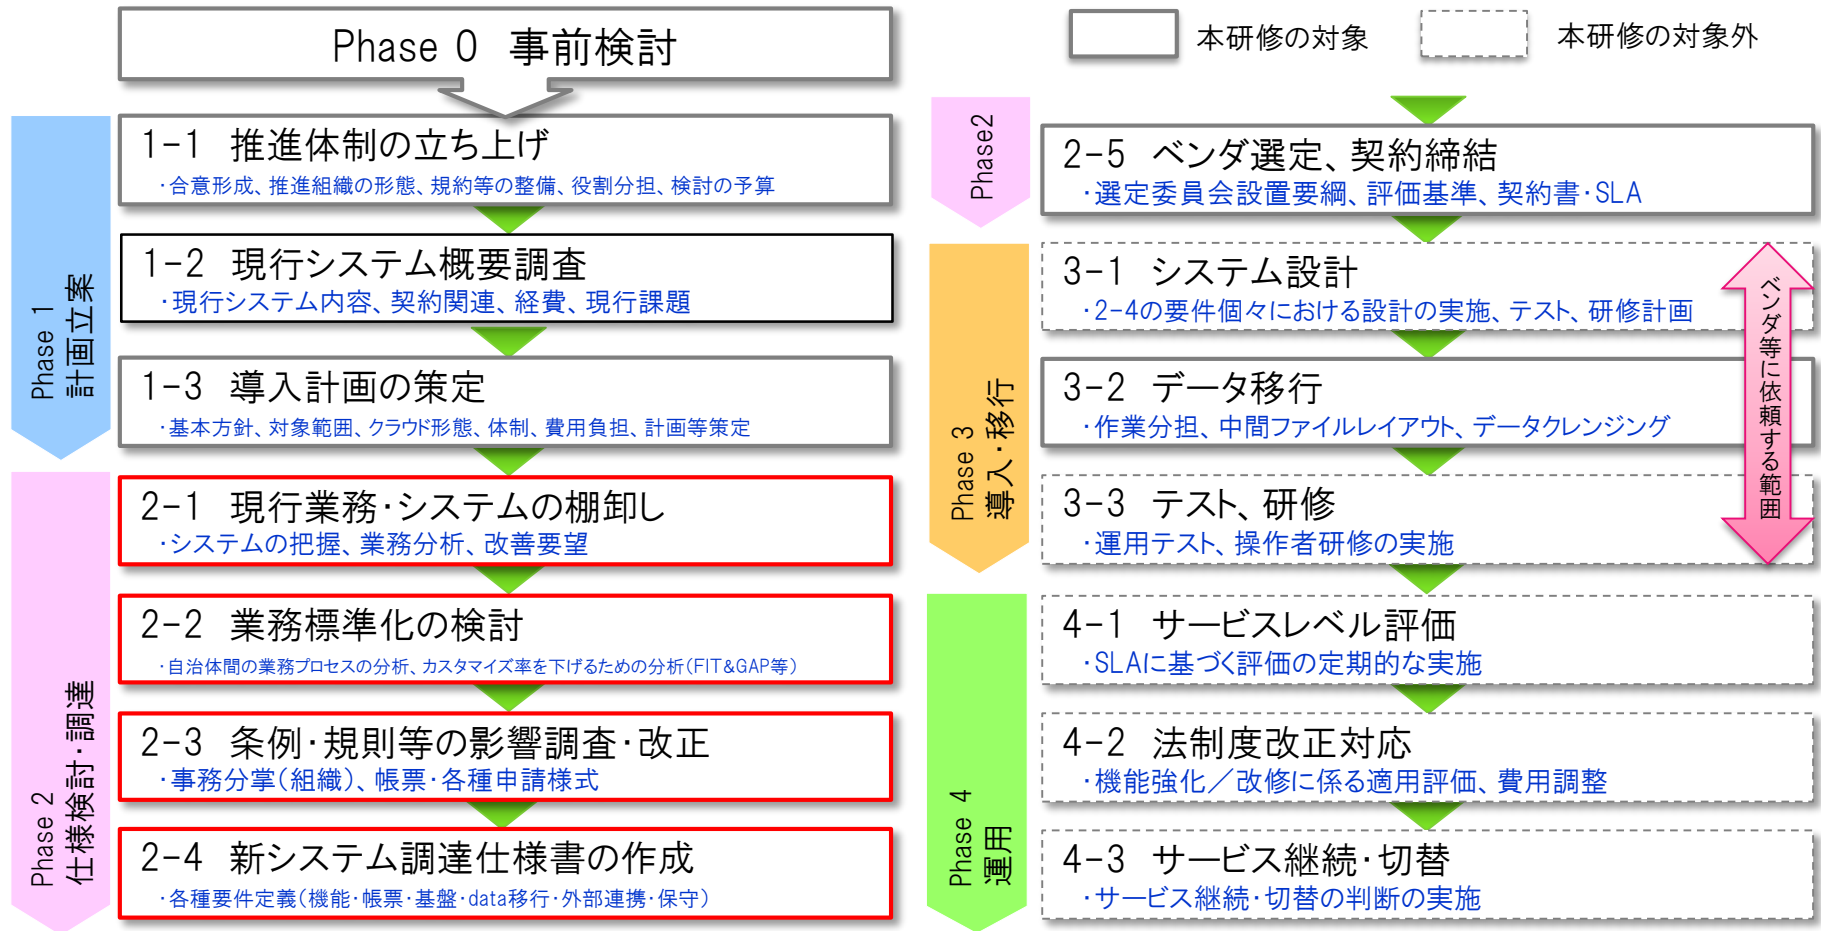 Phase 0 事前検討
本研修の対象
本研修の対象外
Phase 1
計画立案
1-1 推進体制の立ち上げ
・合意形成、推進組織の形態、規約等の整備、役割分担、検討の予算
1-2 現行システム概要調査
・現行システム内容、契約関連、経費、現行課題
1-3 導入計画の策定
・基本方針、対象範囲、クラウド形態、体制、費用負担、計画等策定
Phase 2
仕様検討・調達
2-1 現行業務・システムの棚卸し
・システムの把握、業務分析、改善要望
2-2 業務標準化の検討
・自治体間の業務プロセスの分析、カスタマイズ率を下げるための分析(FIT&GAP等)
2-3 条例・規則等の影響調査・改正
・事務分掌(組織)、帳票・各種申請様式
2-4 新システム調達仕様書の作成
・各種要件定義(機能・帳票・基盤・data移行・外部連携・保守)
Phase2
2-5 ベンダ選定、契約締結
・選定委員会設置要綱、評価基準、契約書・SLA
Phase 3
導入・移行
3-1 システム設計
・2-4の要件個々における設計の実施、テスト、研修計画
3-2 データ移行
・作業分担、中間ファイルレイアウト、データクレンジング
3-3 テスト、研修
・運用テスト、操作者研修の実施
ベンダ等に依頼する範囲
Phase 4
運用
4-1 サービスレベル評価
・SLAに基づく評価の定期的な実施
4-2 法制度改正対応
・機能強化／改修に係る適用評価、費用調整
4-3 サービス継続・切替
・サービス継続・切替の判断の実施